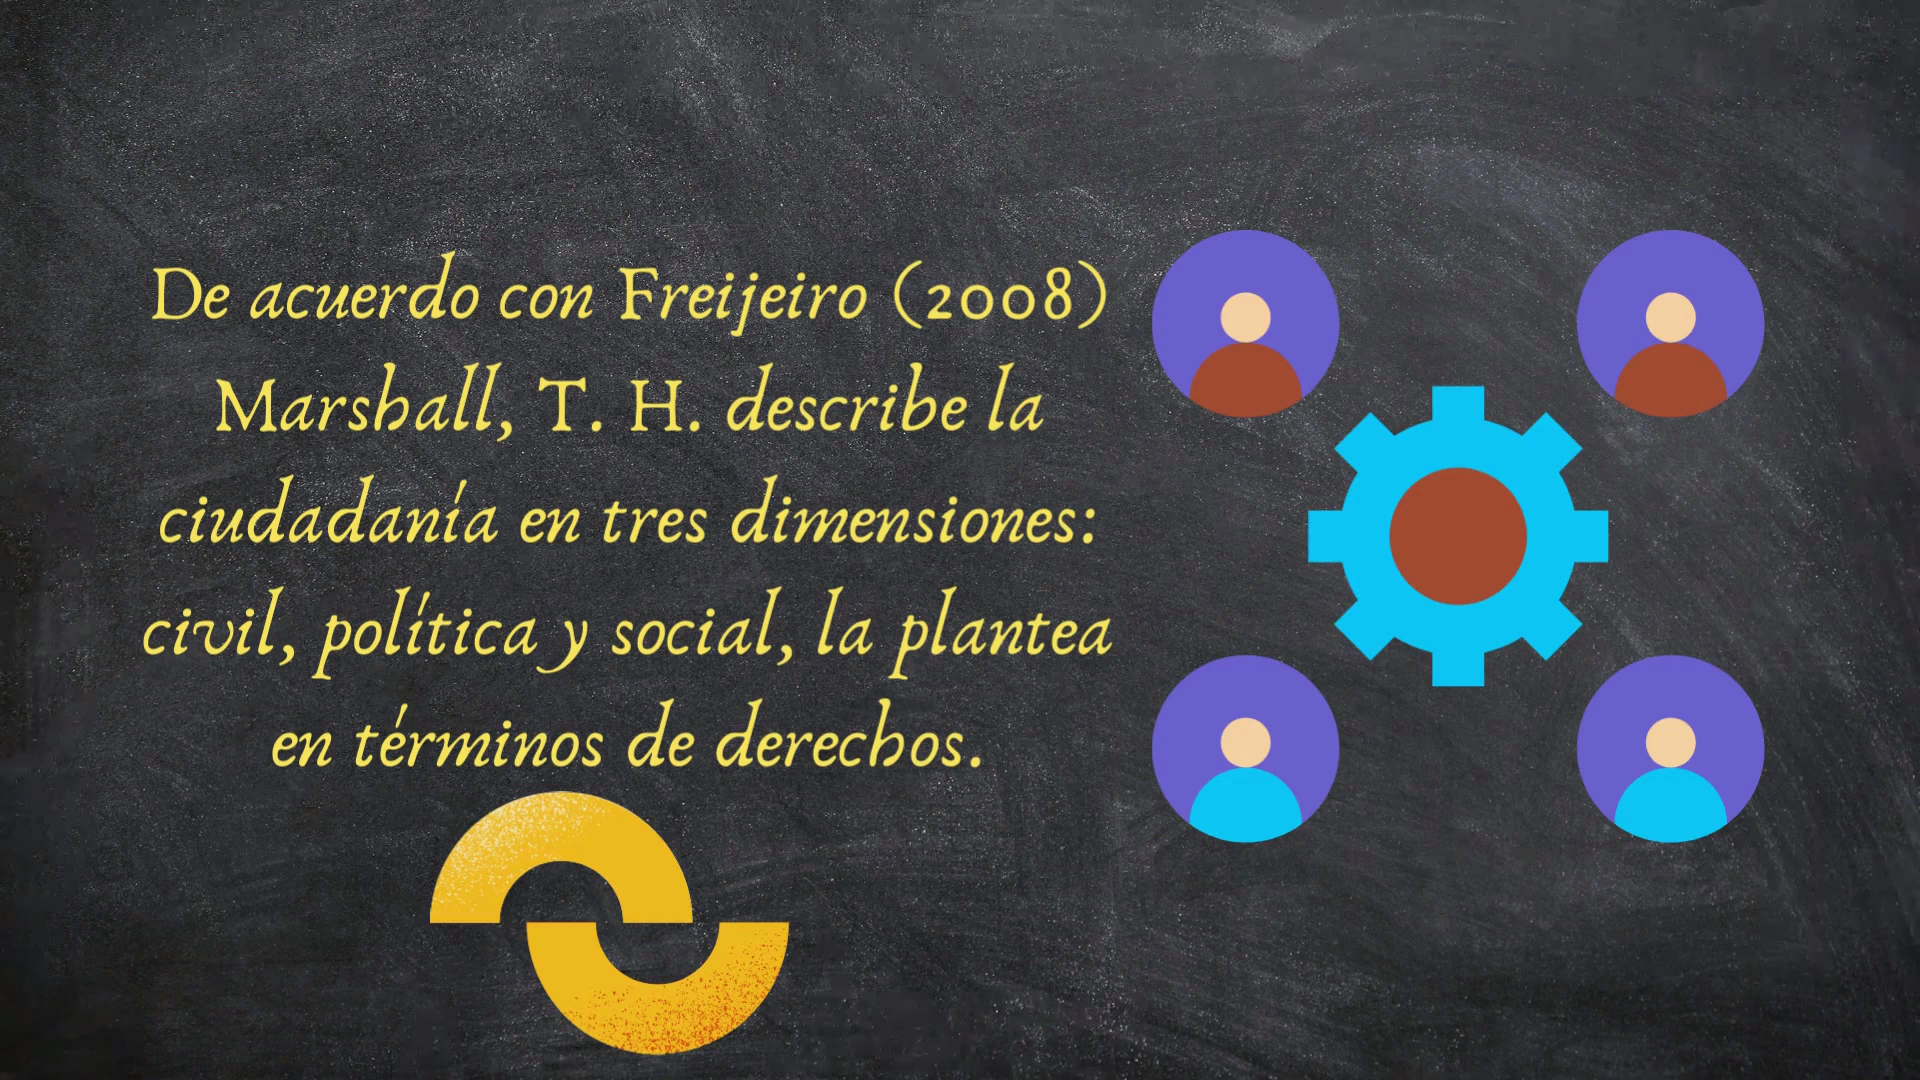 De acuerdo con Freijeiro (2008)
Marshall, T. H. describe la
ciudadanía en tres dimensiones:
civil, política y social, la plantea
en términos de derechos.